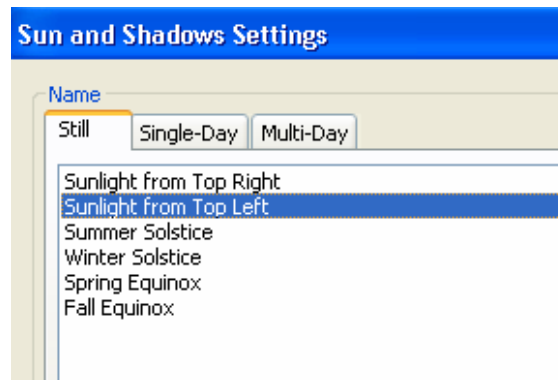 Sun and Shadows Settings
Name
Still Single-Day Multi-Day
Sunlight from Top Right
Sunlight from Top Left
Summer Solstice
Winter Solstice
Spring Equinox
Fall Equinox